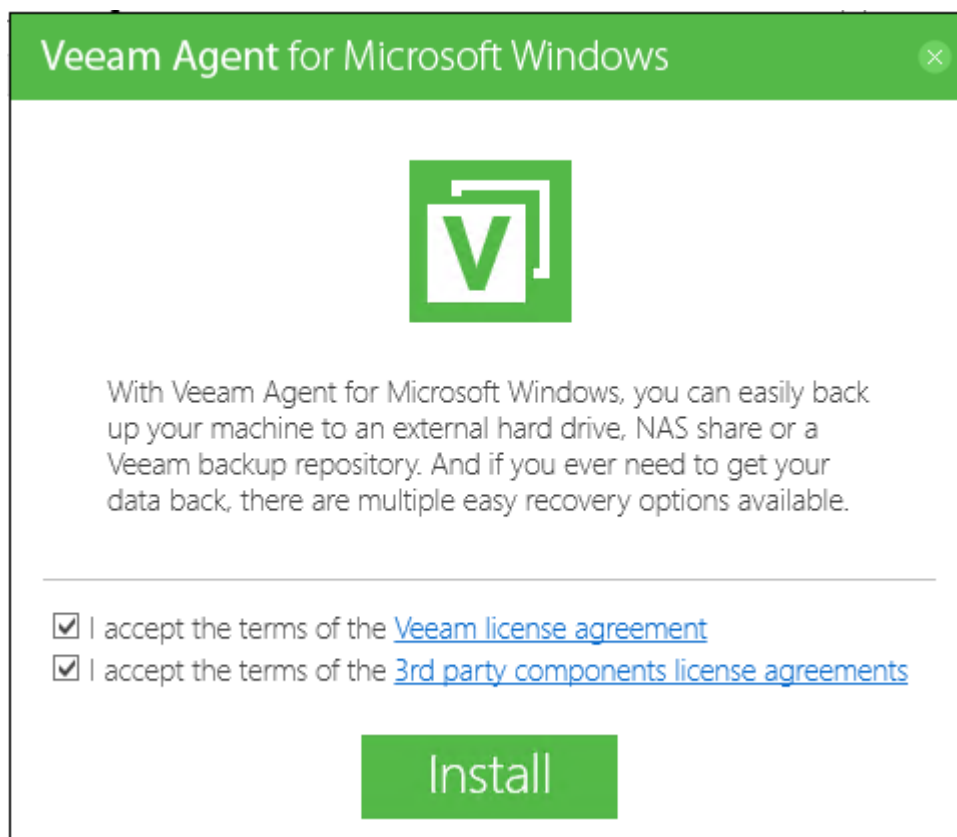 Veeam Agent for Microsoft Windows
V
With Veeam Agent for Microsoft Windows, you can easily back
up your machine to an external hard drive, NAS share or a
Veeam backup repository. And if you ever need to get your
data back, there are multiple easy recovery options available.
I accept the terms of the Veeam license agreement
I accept the terms of the 3rd party components license agreements
Install